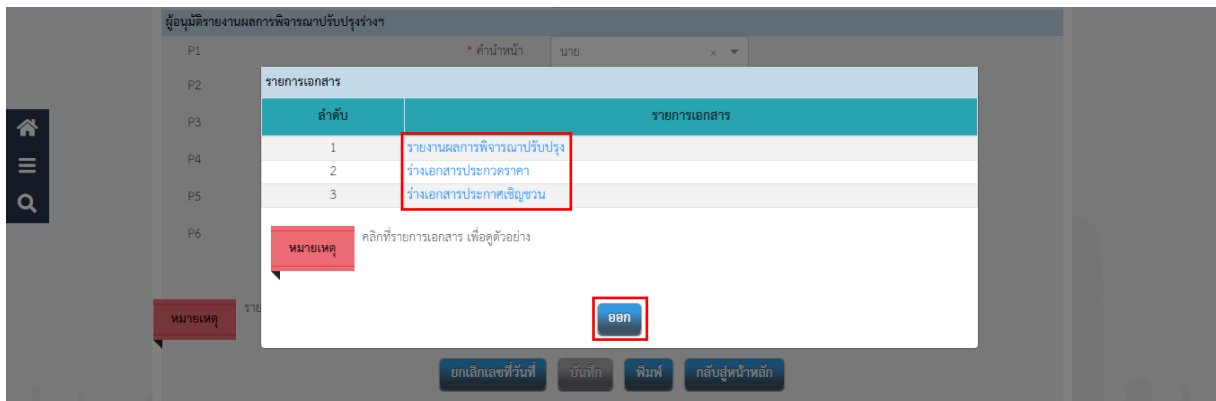 ผู้อนุมัติรายงานผลการพิจารณาปรับปรุงร่างฯ
P1
* คำนำหน้า
นาย
P2
รายการเอกสาร
P3
ลำดับ
รายการเอกสาร
1
รายงานผลการพิจารณาปรับปรุง
P4
2
ร่างเอกสารประกวดราคา
P5
3
ร่างเอกสารประกาศเชิญชวน
P6
หมายเหตุ
คลิกที่รายการเอกสาร เพื่อดูตัวอย่าง
หมายเหตุ
ออก
ยกเลิกเลขที่วันที่
บันทึก
พิมพ์
กลับสู่หน้าหลัก